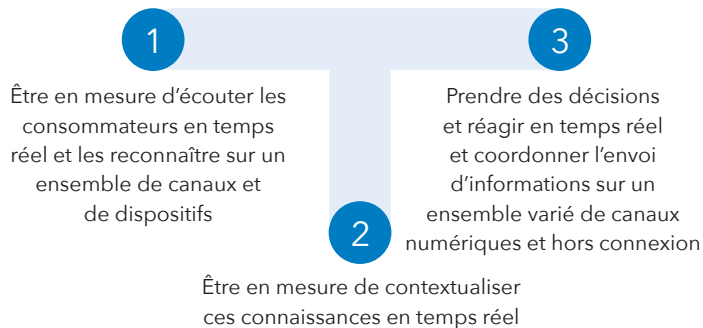 1
Être en mesure d'écouter les
consommateurs en temps
réel et les reconnaître sur un
ensemble de canaux et
de dispositifs
2
Être en mesure de contextualiser
ces connaissances en temps réel
3
Prendre des décisions
et réagir en temps réel
et coordonner l'envoi
d'informations sur un
ensemble varié de canaux
numériques et hors connexion